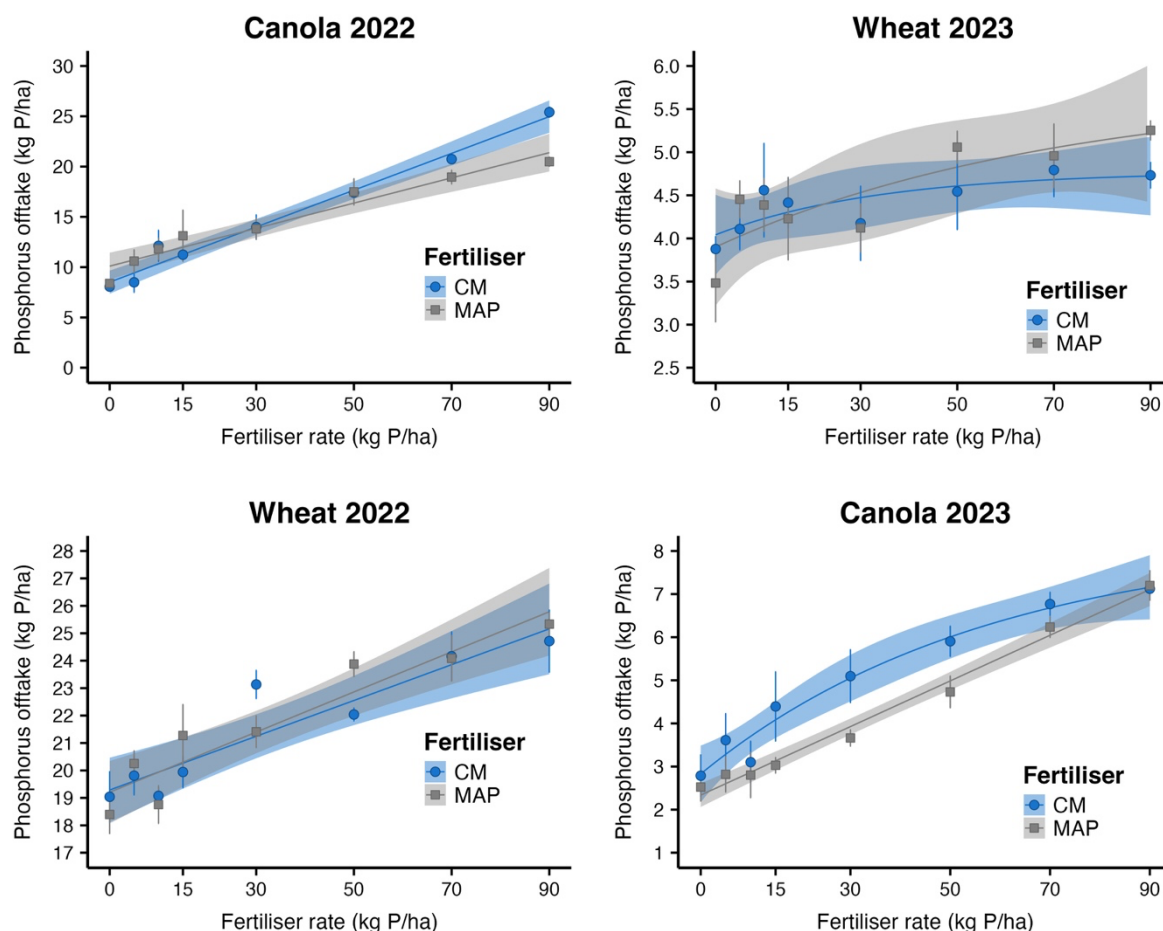 Canola 2022
Phosphorus offtake (kg P/ha)
30
25
20
15
10
5
0
Fertiliser
CM
MAP
0 15 30 50 70 90
Fertiliser rate (kg P/ha)
Wheat 2023
Phosphorus offtake (kg P/ha)
6.0
5.5
5.0
4.5
4.0
3.5
3.0
2.5
Fertiliser
CM
MAP
0 15 30 50 70 90
Fertiliser rate (kg P/ha)
Wheat 2022
Phosphorus offtake (kg P/ha)
28
27
26
25
24
23
22
21
20
19
18
17
Fertiliser
CM
MAP
0 15 30 50 70 90
Fertiliser rate (kg P/ha)
Canola 2023
Phosphorus offtake (kg P/ha)
8
7
6
5
4
3
2
1
Fertiliser
CM
MAP
0 15 30 50 70 90
Fertiliser rate (kg P/ha)